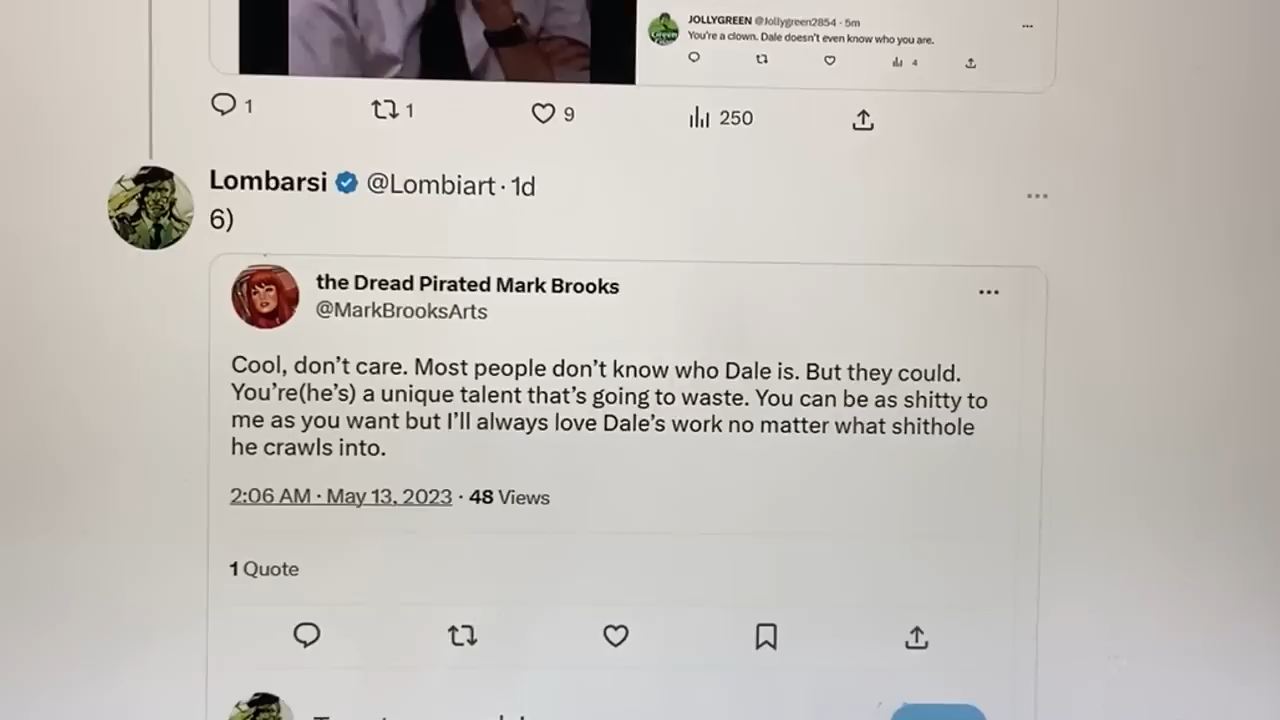 JOLLYGREEN @Jollygreen2854 · 5m
You're a clown. Dale doesn't even know who you are.
4
1
1
9
250
Lombarsi @Lombiart · 1d
6)
the Dread Pirated Mark Brooks
@MarkBrooksArts
Cool, don't care. Most people don't know who Dale is. But they could.
You're(he's) a unique talent that's going to waste. You can be as shitty to
me as you want but I'll always love Dale's work no matter what shithole
he crawls into.
2:06 AM · May 13, 2023 · 48 Views
1 Quote